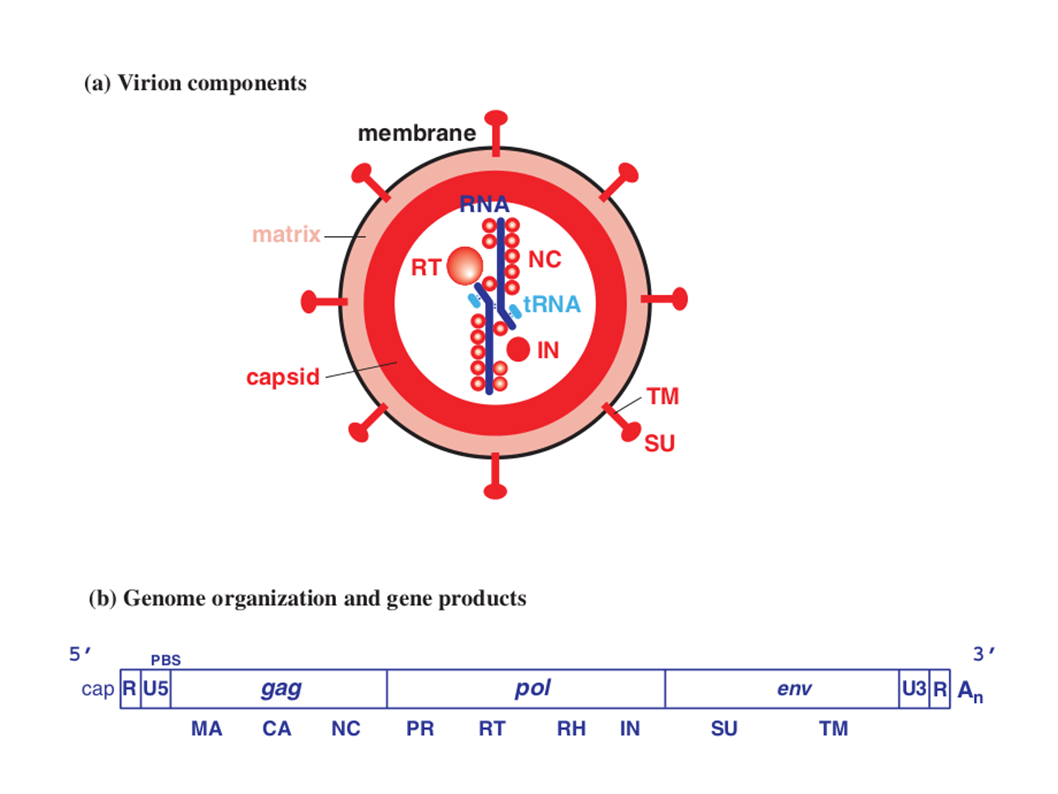 (a) Virion components
membrane
RNA
matrix
RT
NC
tRNA
IN
capsid
TM
SU
(b) Genome organization and gene products
5′ 3′
PBS
cap R U5 gag pol env U3 R An
MA CA NC PR RT RH IN SU TM